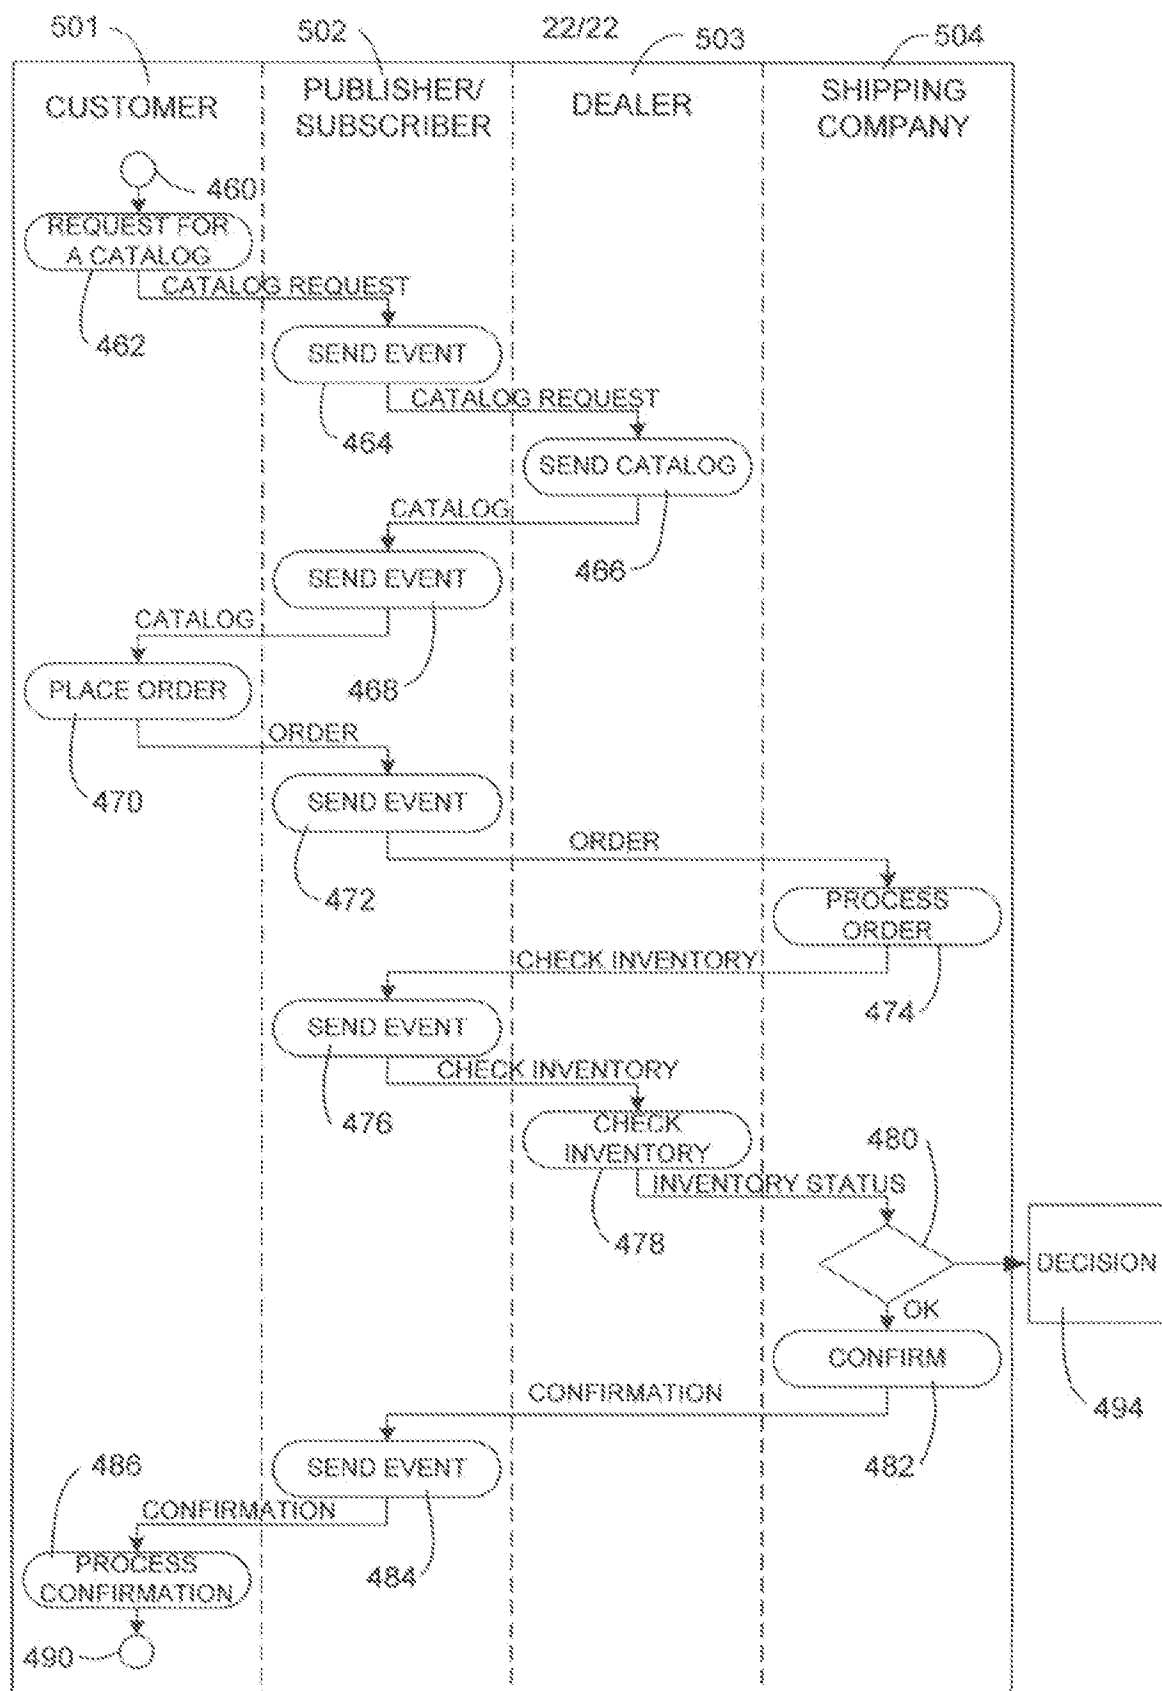 501
502
22/22
503
504
CUSTOMER
PUBLISHER/
SUBSCRIBER
DEALER
SHIPPING
COMPANY
460
REQUEST FOR
A CATALOG
CATALOG REQUEST
462
SEND EVENT
CATALOG REQUEST
464
SEND CATALOG
CATALOG
466
SEND EVENT
CATALOG
468
PLACE ORDER
ORDER
470
SEND EVENT
ORDER
472
PROCESS
ORDER
CHECK INVENTORY
474
SEND EVENT
CHECK INVENTORY
476
CHECK
INVENTORY
480
INVENTORY STATUS
478
DECISION
OK
CONFIRM
CONFIRMATION
494
482
486
SEND EVENT
CONFIRMATION
484
PROCESS
CONFIRMATION
490